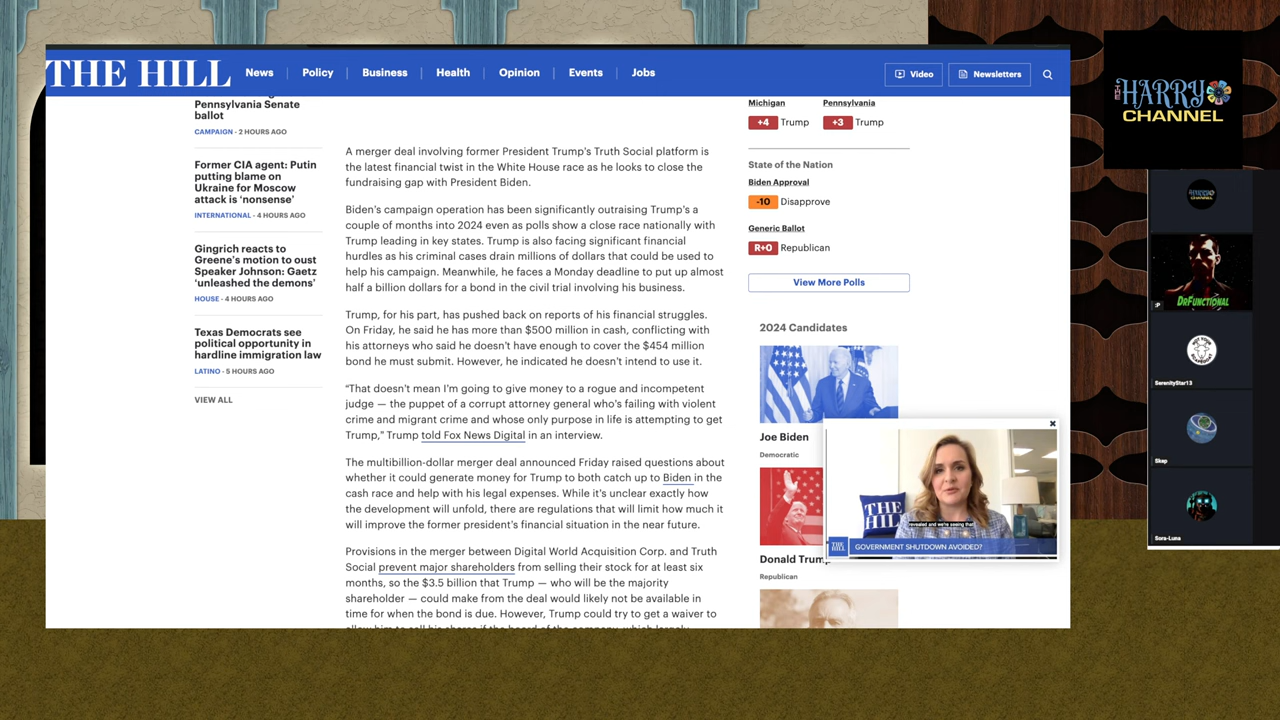 THE HILL
News
Policy
Business
Health
Opinion
Events
Jobs
Video
Newsletters
Pennsylvania Senate
ballot
CAMPAIGN - 2 HOURS AGO
Former CIA agent: Putin
putting blame on
Ukraine for Moscow
attack is ‘nonsense’
INTERNATIONAL - 4 HOURS AGO
Gingrich reacts to
Greene’s motion to oust
Speaker Johnson: Gaetz
‘unleashed the demons’
HOUSE - 4 HOURS AGO
Texas Democrats see
political opportunity in
hardline immigration law
LATINO - 5 HOURS AGO
VIEW ALL
A merger deal involving former President Trump’s Truth Social platform is
the latest financial twist in the White House race as he looks to close the
fundraising gap with President Biden.
Biden’s campaign operation has been significantly outraising Trump’s a
couple of months into 2024 even as polls show a close race nationally with
Trump leading in key states. Trump is also facing significant financial
hurdles as his criminal cases drain millions of dollars that could be used to
help his campaign. Meanwhile, he faces a Monday deadline to put up almost
half a billion dollars for a bond in the civil trial involving his business.
Trump, for his part, has pushed back on reports of his financial struggles.
On Friday, he said he has more than $500 million in cash, conflicting with
his attorneys who said he doesn’t have enough to cover the $454 million
bond he must submit. However, he indicated he doesn’t intend to use it.
“That doesn’t mean I’m going to give money to a rogue and incompetent
judge — the puppet of a corrupt attorney general who’s failing with violent
crime and migrant crime and whose only purpose in life is attempting to get
Trump,” Trump told Fox News Digital in an interview.
The multibillion-dollar merger deal announced Friday raised questions about
whether it could generate money for Trump to both catch up to Biden in the
cash race and help with his legal expenses. While it’s unclear exactly how
the development will unfold, there are regulations that will limit how much it
will improve the former president’s financial situation in the near future.
Provisions in the merger between Digital World Acquisition Corp. and Truth
Social prevent major shareholders from selling their stock for at least six
months, so the $3.5 billion that Trump — who will be the majority
shareholder — could make from the deal would likely not be available in
time for when the bond is due. However, Trump could try to get a waiver to
Michigan
Pennsylvania
+4 Trump
+3 Trump
State of the Nation
Biden Approval
-10 Disapprove
Generic Ballot
R+0 Republican
View More Polls
2024 Candidates
Joe Biden
Democratic
Donald Trump
Republican
THE
HILL
revealed and we're seeing that
THE HILL
GOVERNMENT SHUTDOWN AVOIDED?
THE HARRY
CHANNEL
DRFUNCTIONAL
:P
SerenityStar13
Skep
Sara-Luna